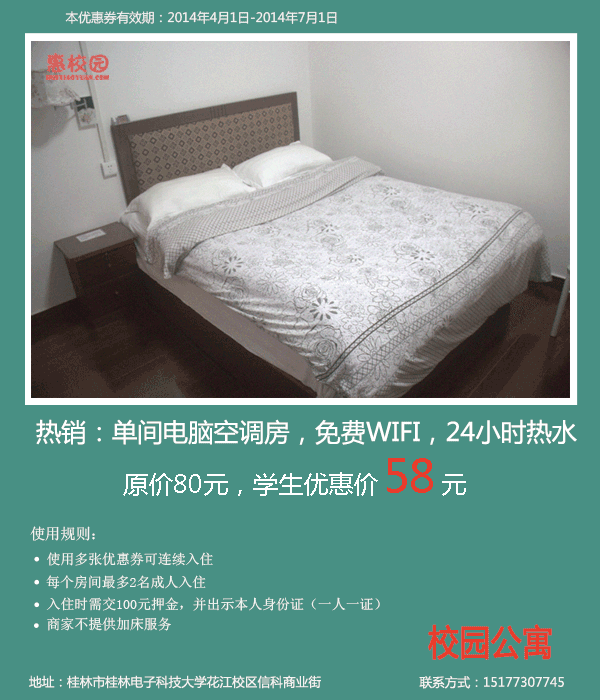 本优惠券有效期：2014年4月1日-2014年7月1日
惠校园
HUIXIAOYUAN.COM
热销：单间电脑空调房，免费WIFI，24小时热水
原价80元，学生优惠价 58 元
使用规则：
• 使用多张优惠券可连续入住
• 每个房间最多2名成人入住
• 入住时需交100元押金，并出示本人身份证（一人一证）
• 商家不提供加床服务
校园公寓
地址：桂林市桂林电子科技大学花江校区信科商业街
联系方式：15177307745